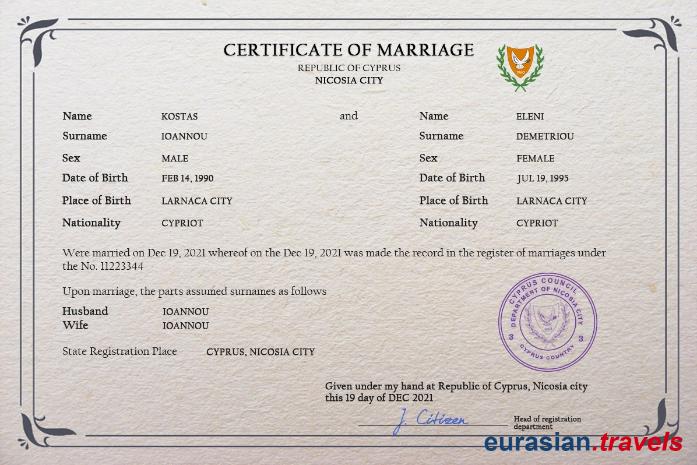 CERTIFICATE OF MARRIAGE
REPUBLIC OF CYPRUS
NICOSIA CITY
Name KOSTAS and Name ELENI
Surname IOANNOU Surname DEMETRIOU
Sex MALE Sex FEMALE
Date of Birth FEB 14, 1990 Date of Birth JUL 19, 1995
Place of Birth LARNACA CITY Place of Birth LARNACA CITY
Nationality CYPRIOT Nationality CYPRIOT
Were married on Dec 19, 2021 whereof on the Dec 19, 2021 was made the record in the register of marriages under
the No. 11223344
Upon marriage, the parts assumed surnames as follows
Husband IOANNOU
Wife IOANNOU
State Registration Place CYPRUS, NICOSIA CITY
CYPRUS COUNCIL
DEPARTMENT OF NICOSIA CITY
3 3
CYPRUS COUNTRY
Given under my hand at Republic of Cyprus, Nicosia city
this 19 day of DEC 2021
J. Citizen
Head of registration
department
eurasian.travels